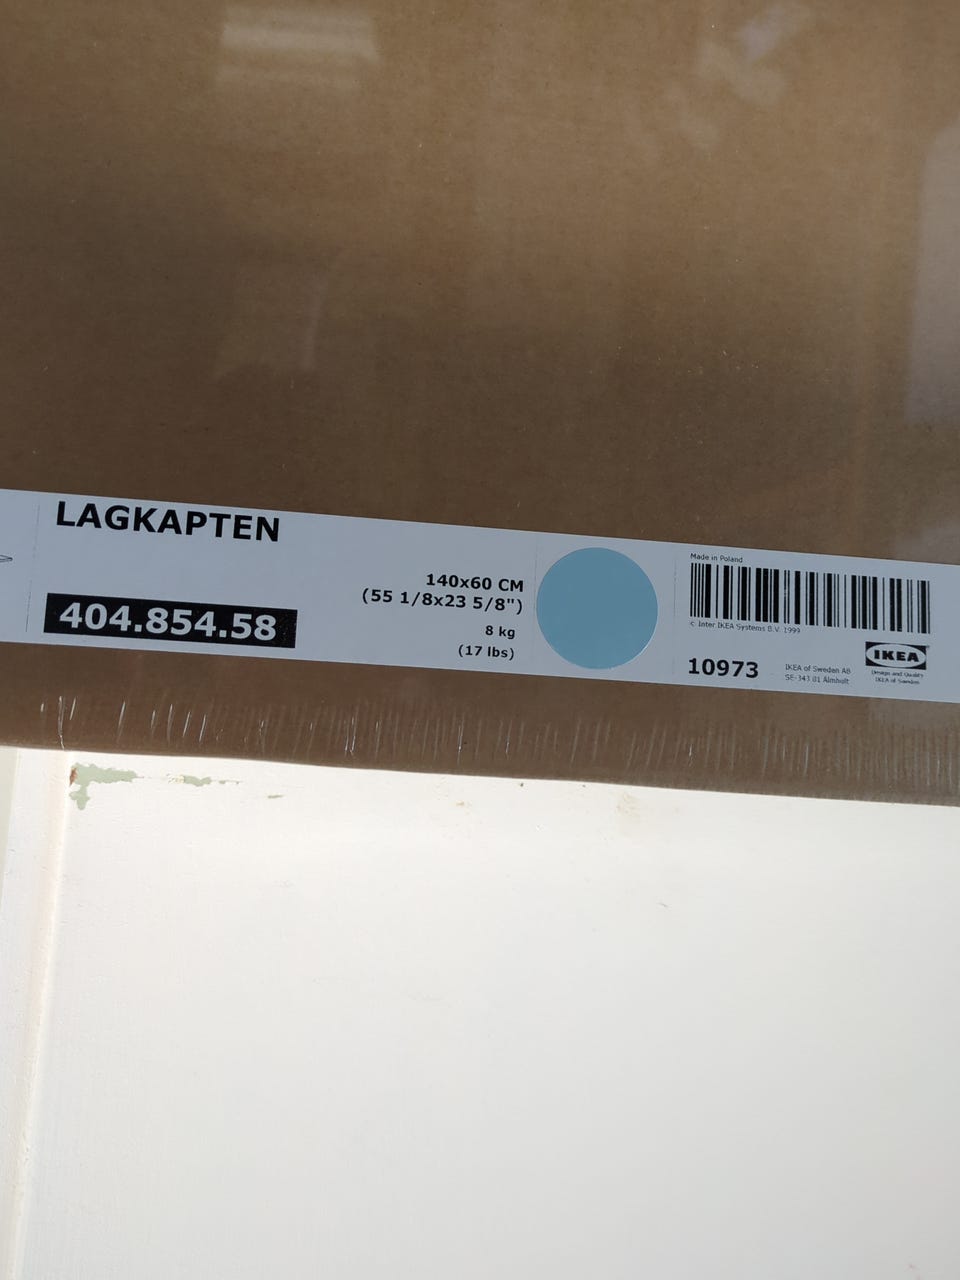 LAGKAPTEN
404.854.58
140x60 CM
(55 1/8x23 5/8")
8 kg
(17 lbs)
Made in Poland
© Inter IKEA Systems B.V. 1999
10973
IKEA of Sweden AB
SE-343 81 Älmhult
IKEA
Design and Quality
IKEA of Sweden